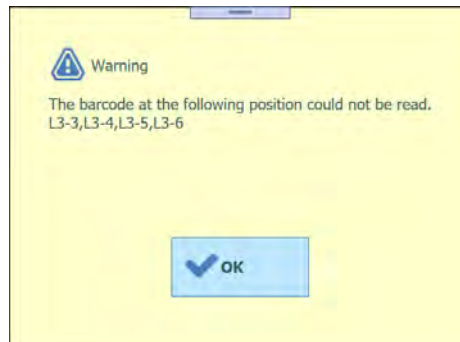 Warning
The barcode at the following position could not be read.
L3-3,L3-4,L3-5,L3-6
OK